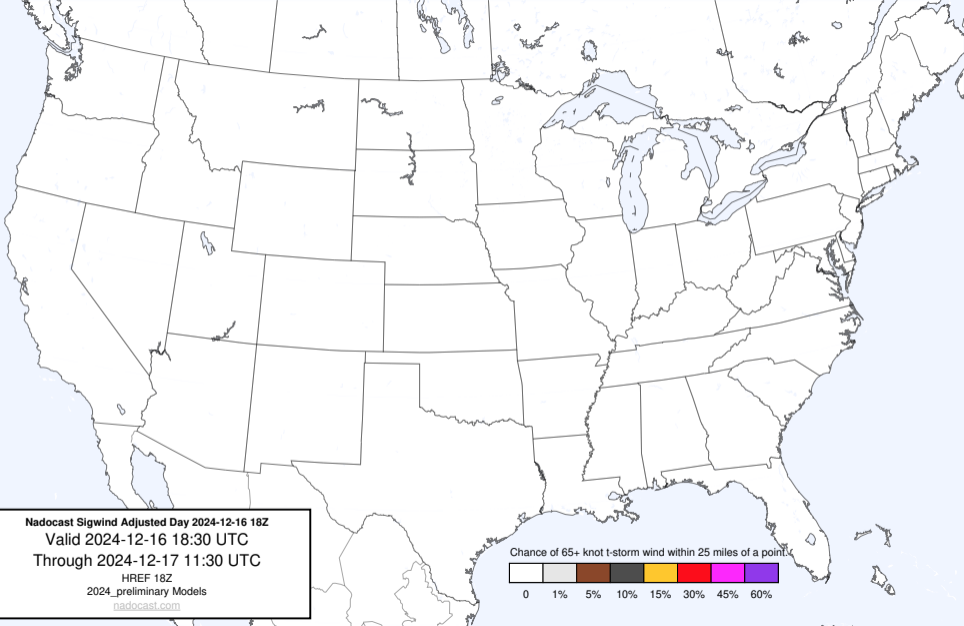 Nadocast Sigwind Adjusted Day 2024-12-16 18Z
Valid 2024-12-16 18:30 UTC
Through 2024-12-17 11:30 UTC
HREF 18Z
2024_preliminary Models
nadocast.com
Chance of 65+ knot t-storm wind within 25 miles of a point.
0 1% 5% 10% 15% 30% 45% 60%